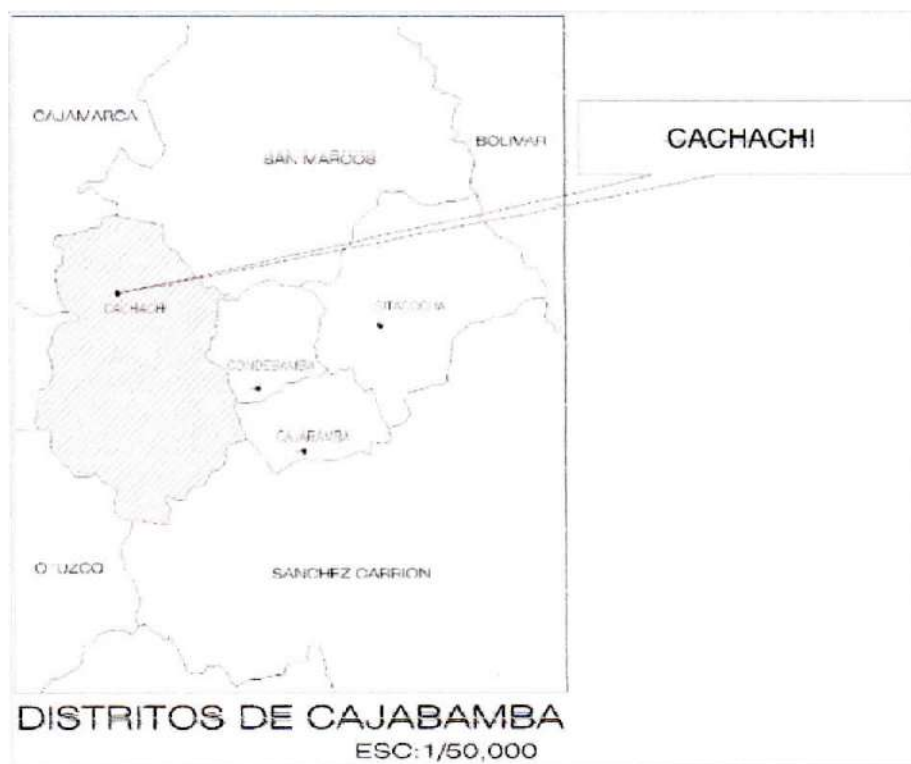 CAJAMARCA
SAN MARCOS
BOLIVAR
CACHACHI
CACHACHI
SITACOCHA
CONDEBAMBA
CAJABAMBA
OTUZCO
SANCHEZ CARRION
DISTRITOS DE CAJABAMBA
ESC: 1/50,000